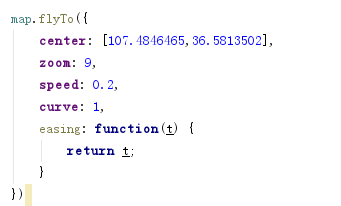 map.flyTo({
center: [107.4846465,36.5813502],
zoom: 9,
speed: 0.2,
curve: 1,
easing: function(t) {
return t;
}
})